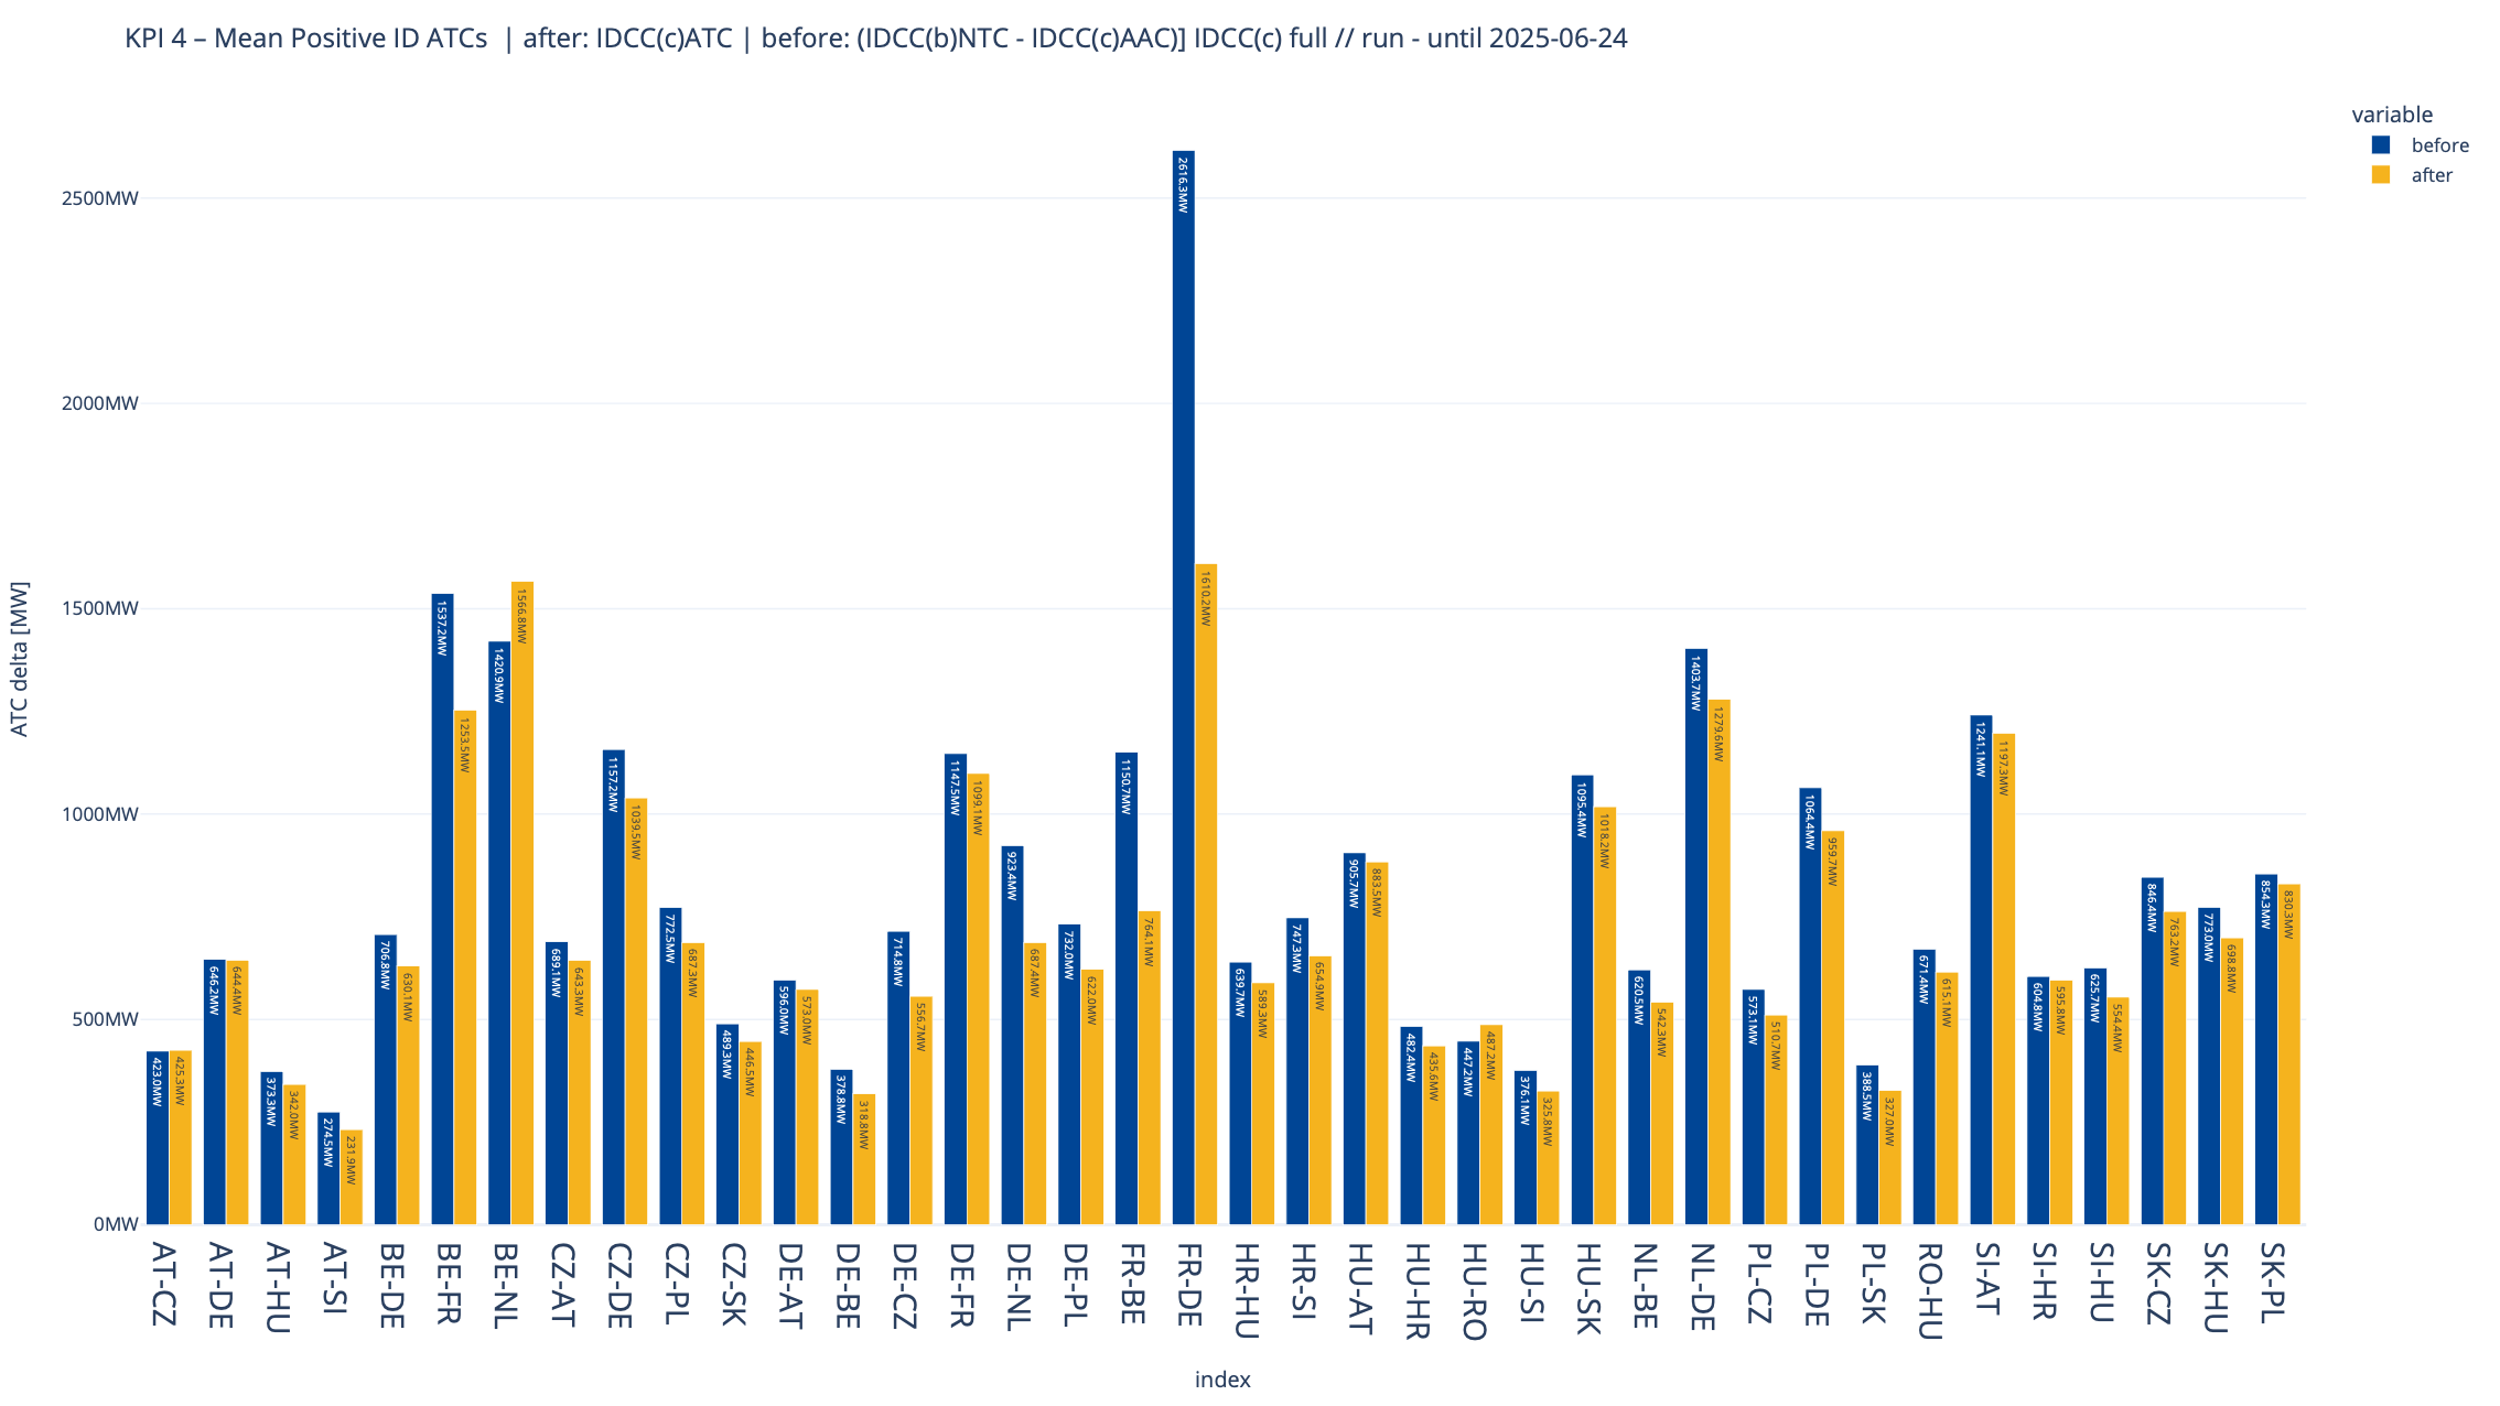 KPI 4 – Mean Positive ID ATCs | after: IDCC(c)ATC | before: (IDCC(b)NTC - IDCC(c)AAC)] IDCC(c) full // run - until 2025-06-24
variable
before
after
ATC delta [MW]
2500MW
2000MW
1500MW
1000MW
500MW
0MW
423.0MW
425.3MW
646.2MW
644.4MW
373.3MW
342.0MW
274.5MW
231.9MW
706.8MW
630.1MW
1537.2MW
1253.5MW
1420.9MW
1566.8MW
689.1MW
643.3MW
1157.2MW
1039.5MW
772.5MW
687.3MW
489.3MW
446.5MW
596.0MW
573.0MW
378.8MW
318.8MW
714.8MW
556.7MW
1147.5MW
1099.1MW
923.4MW
687.4MW
732.0MW
622.0MW
1150.7MW
764.1MW
2616.3MW
1610.2MW
639.7MW
589.3MW
747.3MW
654.9MW
905.7MW
883.5MW
482.4MW
435.6MW
447.2MW
487.2MW
376.1MW
325.8MW
1095.4MW
1018.2MW
620.5MW
542.3MW
1403.7MW
1279.6MW
573.1MW
510.7MW
1064.4MW
959.7MW
388.5MW
327.0MW
671.4MW
615.1MW
1241.1MW
1197.3MW
604.8MW
595.8MW
625.7MW
554.4MW
846.4MW
763.2MW
773.0MW
698.8MW
854.3MW
830.3MW
AT-CZ
AT-DE
AT-HU
AT-SI
BE-DE
BE-FR
BE-NL
CZ-AT
CZ-DE
CZ-PL
CZ-SK
DE-AT
DE-BE
DE-CZ
DE-FR
DE-NL
DE-PL
FR-BE
FR-DE
HR-HU
HR-SI
HU-AT
HU-HR
HU-RO
HU-SI
HU-SK
NL-BE
NL-DE
PL-CZ
PL-DE
PL-SK
RO-HU
SI-AT
SI-HR
SI-HU
SK-CZ
SK-HU
SK-PL
index